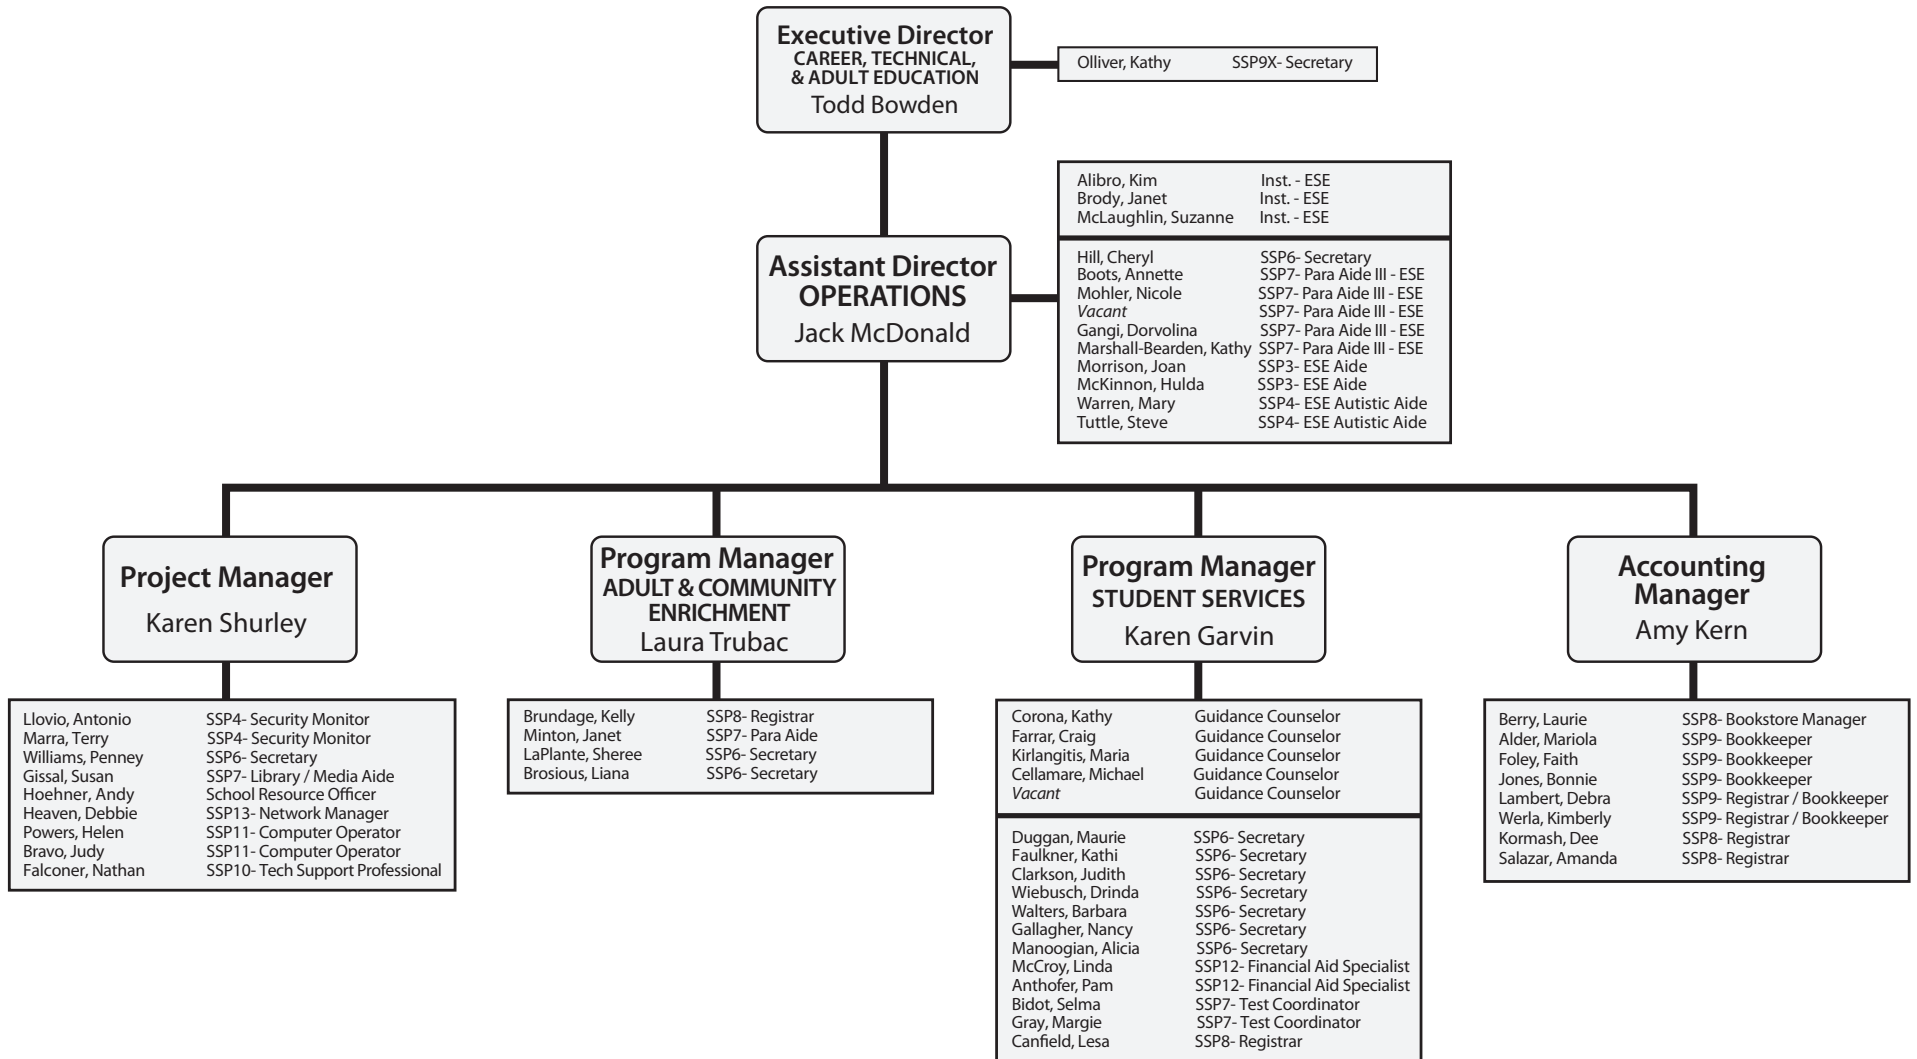 Executive Director
CAREER, TECHNICAL,
& ADULT EDUCATION
Todd Bowden
Olliver, Kathy SSP9X- Secretary
Alibro, Kim Inst. - ESE
Brody, Janet Inst. - ESE
McLaughlin, Suzanne Inst. - ESE
Assistant Director
OPERATIONS
Jack McDonald
Hill, Cheryl SSP6- Secretary
Boots, Annette SSP7- Para Aide III - ESE
Mohler, Nicole SSP7- Para Aide III - ESE
Vacant SSP7- Para Aide III - ESE
Gangi, Dorvolina SSP7- Para Aide III - ESE
Marshall-Bearden, Kathy SSP7- Para Aide III - ESE
Morrison, Joan SSP3- ESE Aide
McKinnon, Hulda SSP3- ESE Aide
Warren, Mary SSP4- ESE Autistic Aide
Tuttle, Steve SSP4- ESE Autistic Aide
Project Manager
Karen Shurley
Llovio, Antonio SSP4- Security Monitor
Marra, Terry SSP4- Security Monitor
Williams, Penney SSP6- Secretary
Gissal, Susan SSP7- Library / Media Aide
Hoehner, Andy School Resource Officer
Heaven, Debbie SSP13- Network Manager
Powers, Helen SSP11- Computer Operator
Bravo, Judy SSP11- Computer Operator
Falconer, Nathan SSP10- Tech Support Professional
Program Manager
ADULT & COMMUNITY
ENRICHMENT
Laura Trubac
Brundage, Kelly SSP8- Registrar
Minton, Janet SSP7- Para Aide
LaPlante, Sheree SSP6- Secretary
Brosious, Liana SSP6- Secretary
Program Manager
STUDENT SERVICES
Karen Garvin
Corona, Kathy Guidance Counselor
Farrar, Craig Guidance Counselor
Kirlangitis, Maria Guidance Counselor
Cellamare, Michael Guidance Counselor
Vacant Guidance Counselor
Duggan, Maurie SSP6- Secretary
Faulkner, Kathi SSP6- Secretary
Clarkson, Judith SSP6- Secretary
Wiebusch, Drinda SSP6- Secretary
Walters, Barbara SSP6- Secretary
Gallagher, Nancy SSP6- Secretary
Manoogian, Alicia SSP6- Secretary
McCroy, Linda SSP12- Financial Aid Specialist
Anthofer, Pam SSP12- Financial Aid Specialist
Bidot, Selma SSP7- Test Coordinator
Gray, Margie SSP7- Test Coordinator
Canfield, Lesa SSP8- Registrar
Accounting
Manager
Amy Kern
Berry, Laurie SSP8- Bookstore Manager
Alder, Mariola SSP9- Bookkeeper
Foley, Faith SSP9- Bookkeeper
Jones, Bonnie SSP9- Bookkeeper
Lambert, Debra SSP9- Registrar / Bookkeeper
Werla, Kimberly SSP9- Registrar / Bookkeeper
Kormash, Dee SSP8- Registrar
Salazar, Amanda SSP8- Registrar